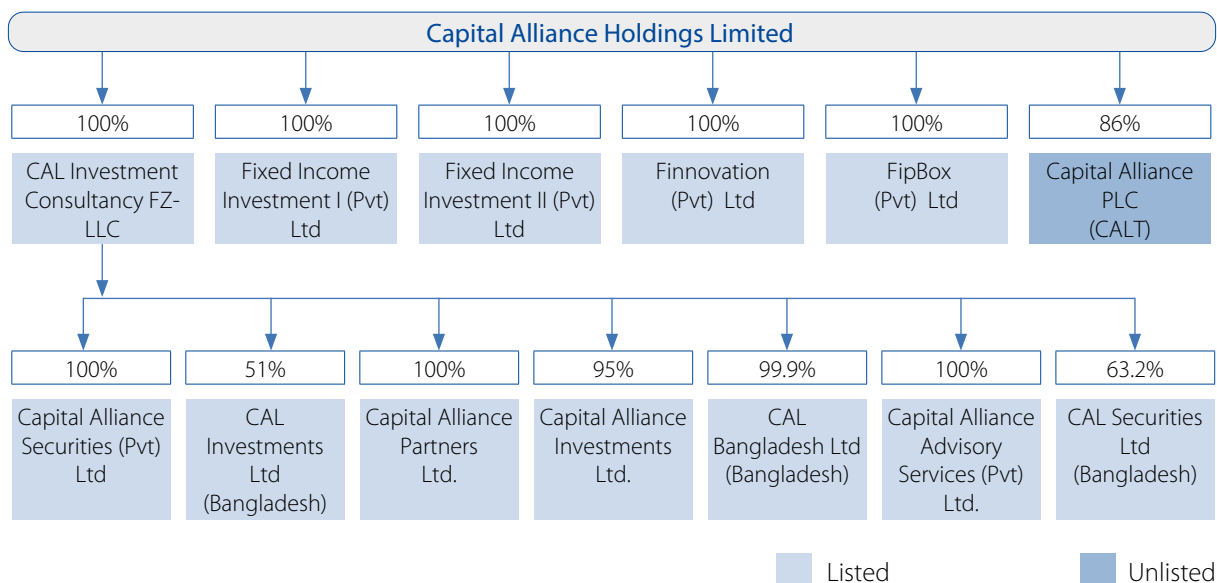 Capital Alliance Holdings Limited
100%
100%
100%
100%
100%
86%
CAL Investment
Consultancy FZ-
LLC
Fixed Income
Investment I (Pvt)
Ltd
Fixed Income
Investment II (Pvt)
Ltd
Finnovation
(Pvt) Ltd
FipBox
(Pvt) Ltd
Capital Alliance
PLC
(CALT)
100%
51%
100%
95%
99.9%
100%
63.2%
Capital Alliance
Securities (Pvt)
Ltd
CAL
Investments
Ltd
(Bangladesh)
Capital Alliance
Partners
Ltd.
Capital Alliance
Investments
Ltd.
CAL
Bangladesh Ltd
(Bangladesh)
Capital Alliance
Advisory
Services (Pvt)
Ltd.
CAL Securities
Ltd
(Bangladesh)
Listed
Unlisted